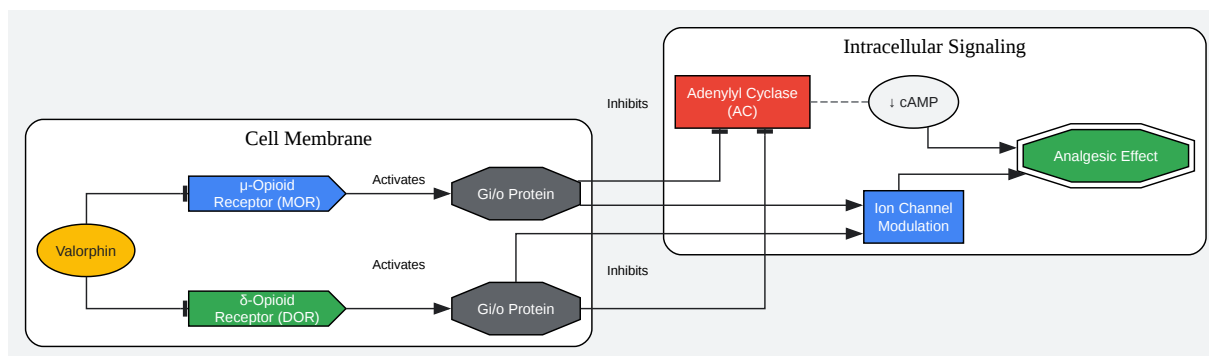 Intracellular Signaling
Adenylyl Cyclase
(AC)
↓ cAMP
Inhibits
Analgesic Effect
Cell Membrane
μ-Opioid
Receptor (MOR)
Activates
Gi/o Protein
Ion Channel
Modulation
Valorphin
Activates
Inhibits
δ-Opioid
Receptor (DOR)
Gi/o Protein